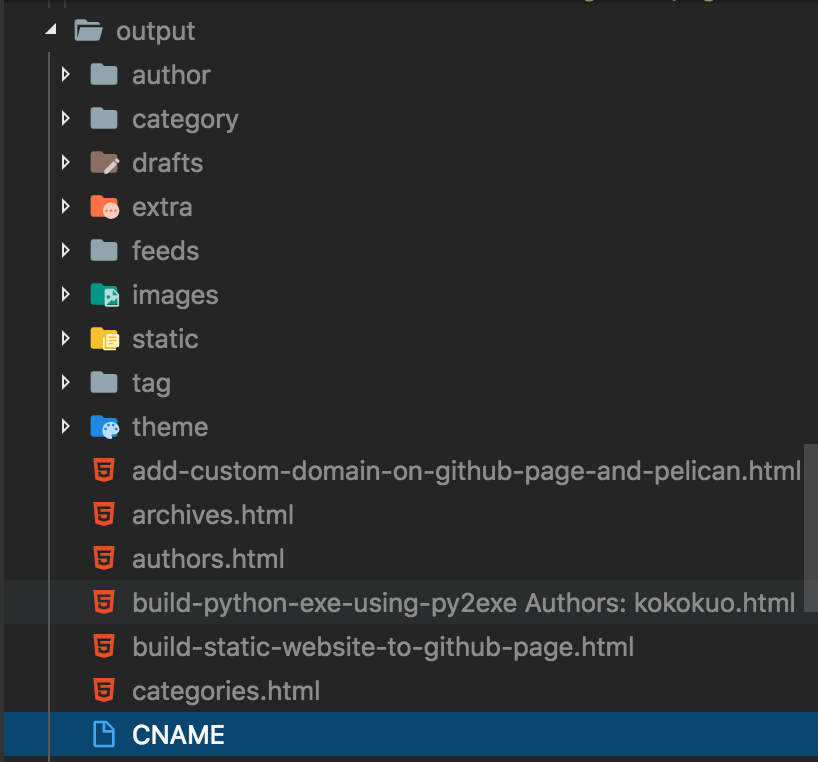 output
author
category
drafts
extra
feeds
images
static
tag
theme
add-custom-domain-on-github-page-and-pelican.html
archives.html
authors.html
build-python-exe-using-py2exe Authors: kokokuo.html
build-static-website-to-github-page.html
categories.html
CNAME